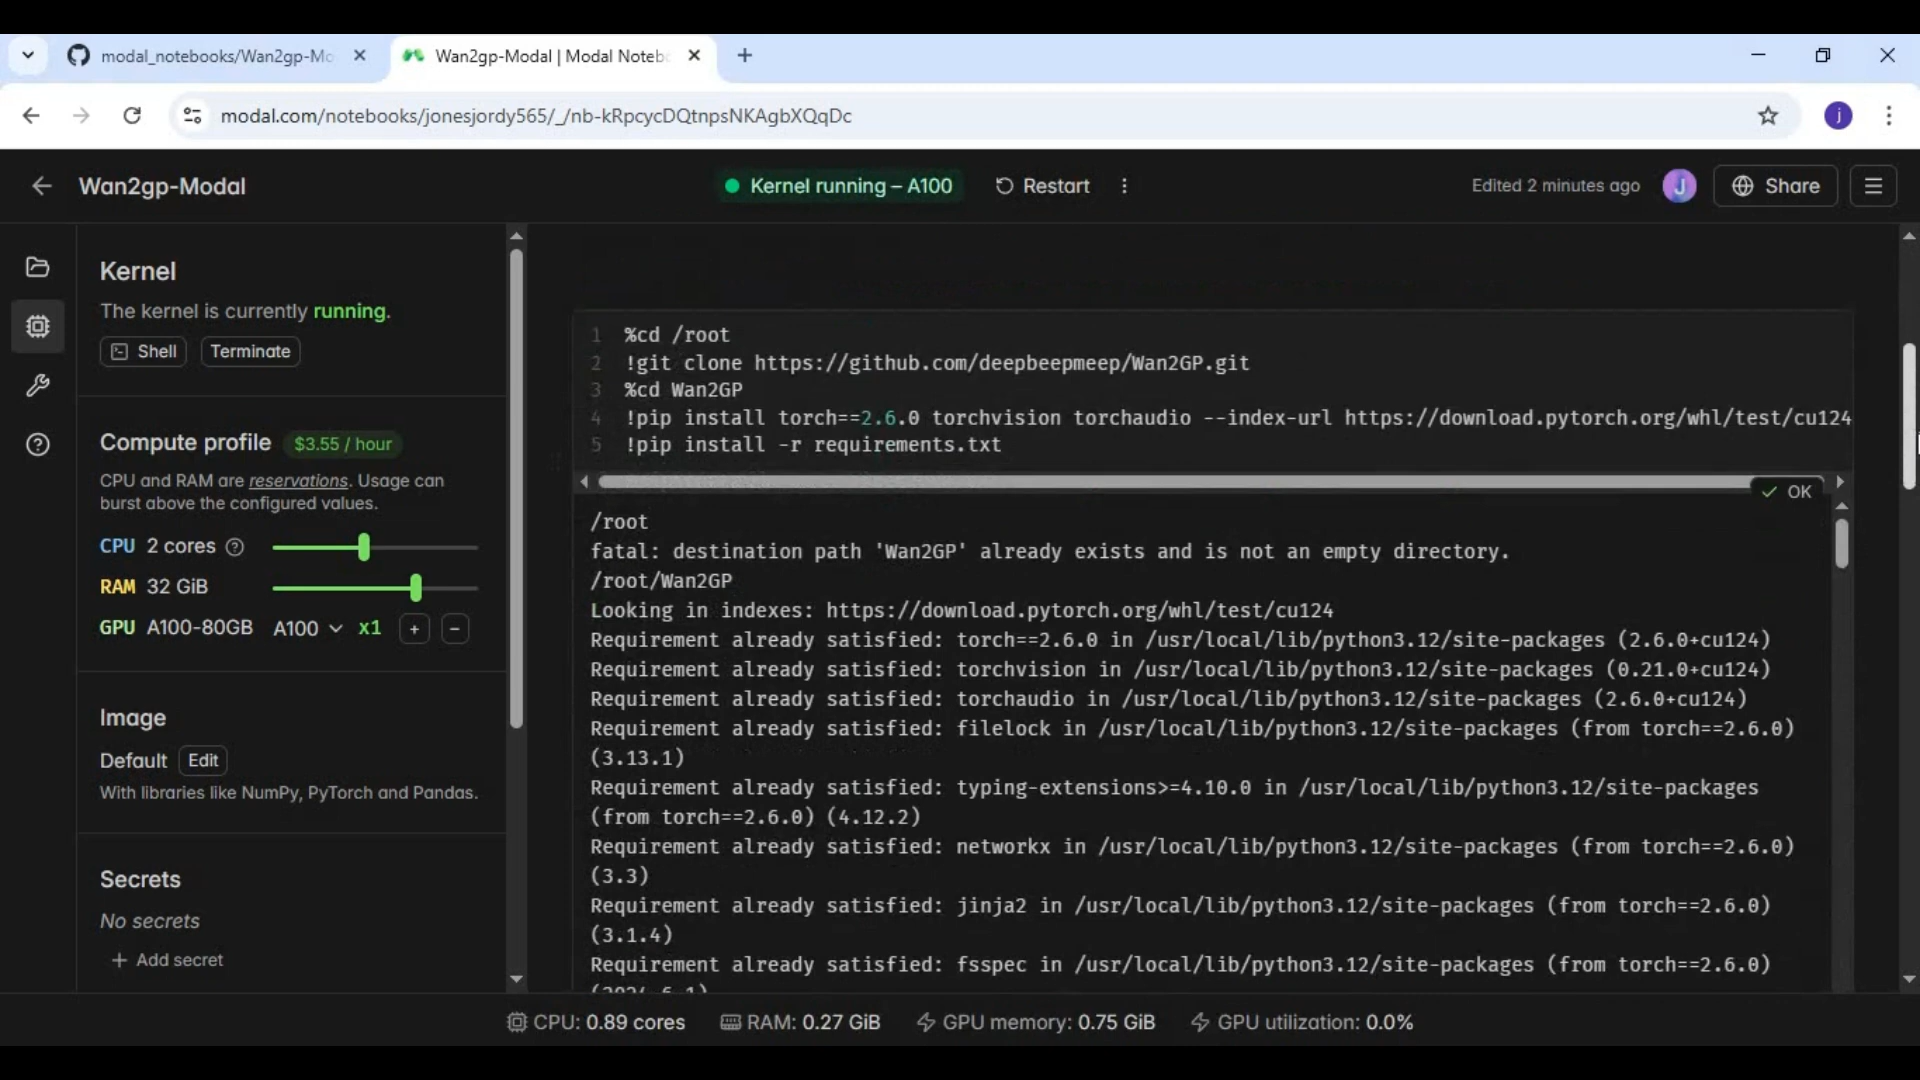 modal_notebooks/Wan2gp-Mo
Wan2gp-Modal | Modal Noteb
modal.com/notebooks/jonesjordy565/_/nb-kRpcycDQtnpsNKAgbXQqDc
j
Wan2gp-Modal
Kernel running – A100
Restart
Edited 2 minutes ago
J
Share
Kernel
The kernel is currently running.
Shell
Terminate
Compute profile
$3.55 / hour
CPU and RAM are reservations. Usage can
burst above the configured values.
CPU 2 cores
RAM 32 GiB
GPU A100-80GB A100 x1 + −
Image
Default Edit
With libraries like NumPy, PyTorch and Pandas.
Secrets
No secrets
+ Add secret
1 %cd /root
2 !git clone https://github.com/deepbeepmeep/Wan2GP.git
3 %cd Wan2GP
4 !pip install torch==2.6.0 torchvision torchaudio --index-url https://download.pytorch.org/whl/test/cu124
5 !pip install -r requirements.txt
OK
/root
fatal: destination path 'Wan2GP' already exists and is not an empty directory.
/root/Wan2GP
Looking in indexes: https://download.pytorch.org/whl/test/cu124
Requirement already satisfied: torch==2.6.0 in /usr/local/lib/python3.12/site-packages (2.6.0+cu124)
Requirement already satisfied: torchvision in /usr/local/lib/python3.12/site-packages (0.21.0+cu124)
Requirement already satisfied: torchaudio in /usr/local/lib/python3.12/site-packages (2.6.0+cu124)
Requirement already satisfied: filelock in /usr/local/lib/python3.12/site-packages (from torch==2.6.0)
(3.13.1)
Requirement already satisfied: typing-extensions>=4.10.0 in /usr/local/lib/python3.12/site-packages
(from torch==2.6.0) (4.12.2)
Requirement already satisfied: networkx in /usr/local/lib/python3.12/site-packages (from torch==2.6.0)
(3.3)
Requirement already satisfied: jinja2 in /usr/local/lib/python3.12/site-packages (from torch==2.6.0)
(3.1.4)
Requirement already satisfied: fsspec in /usr/local/lib/python3.12/site-packages (from torch==2.6.0)
(2024.6.1)
CPU: 0.89 cores
RAM: 0.27 GiB
GPU memory: 0.75 GiB
GPU utilization: 0.0%